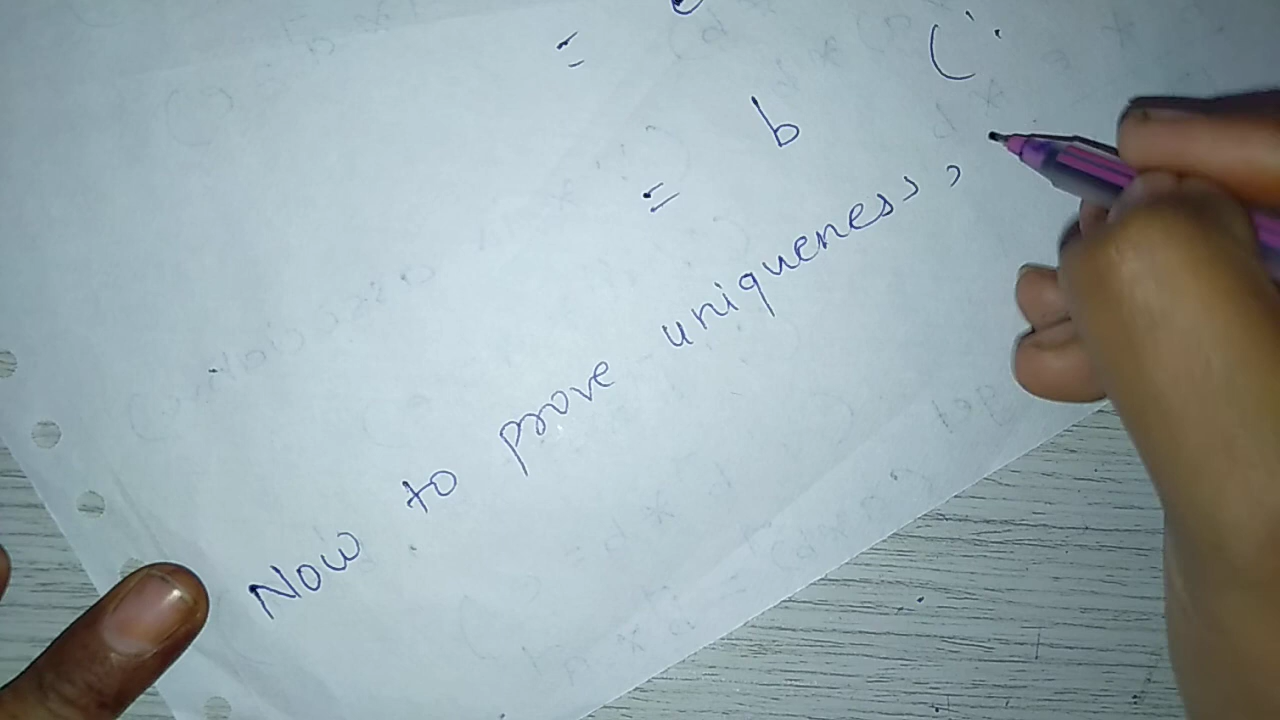 =
= b (∵
Now to prove uniqueness,